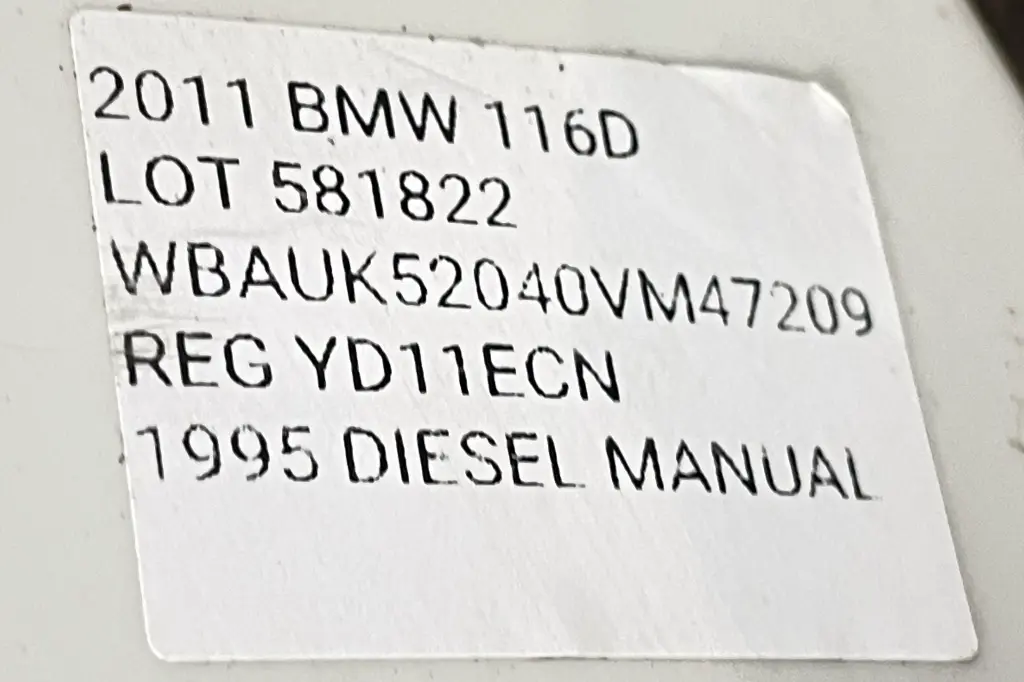 2011 BMW 116D
LOT 581822
WBAUK52040VM47209
REG YD11ECN
1995 DIESEL MANUAL